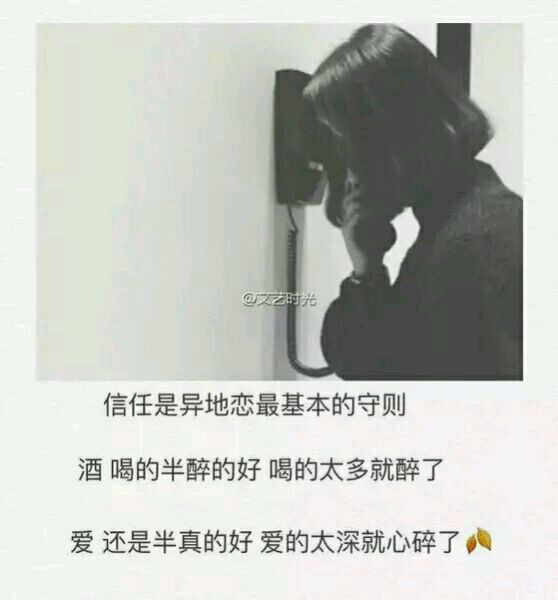 @文艺时光
信任是异地恋最基本的守则
酒 喝的半醉的好 喝的太多就醉了
爱 还是半真的好 爱的太深就心碎了🍂